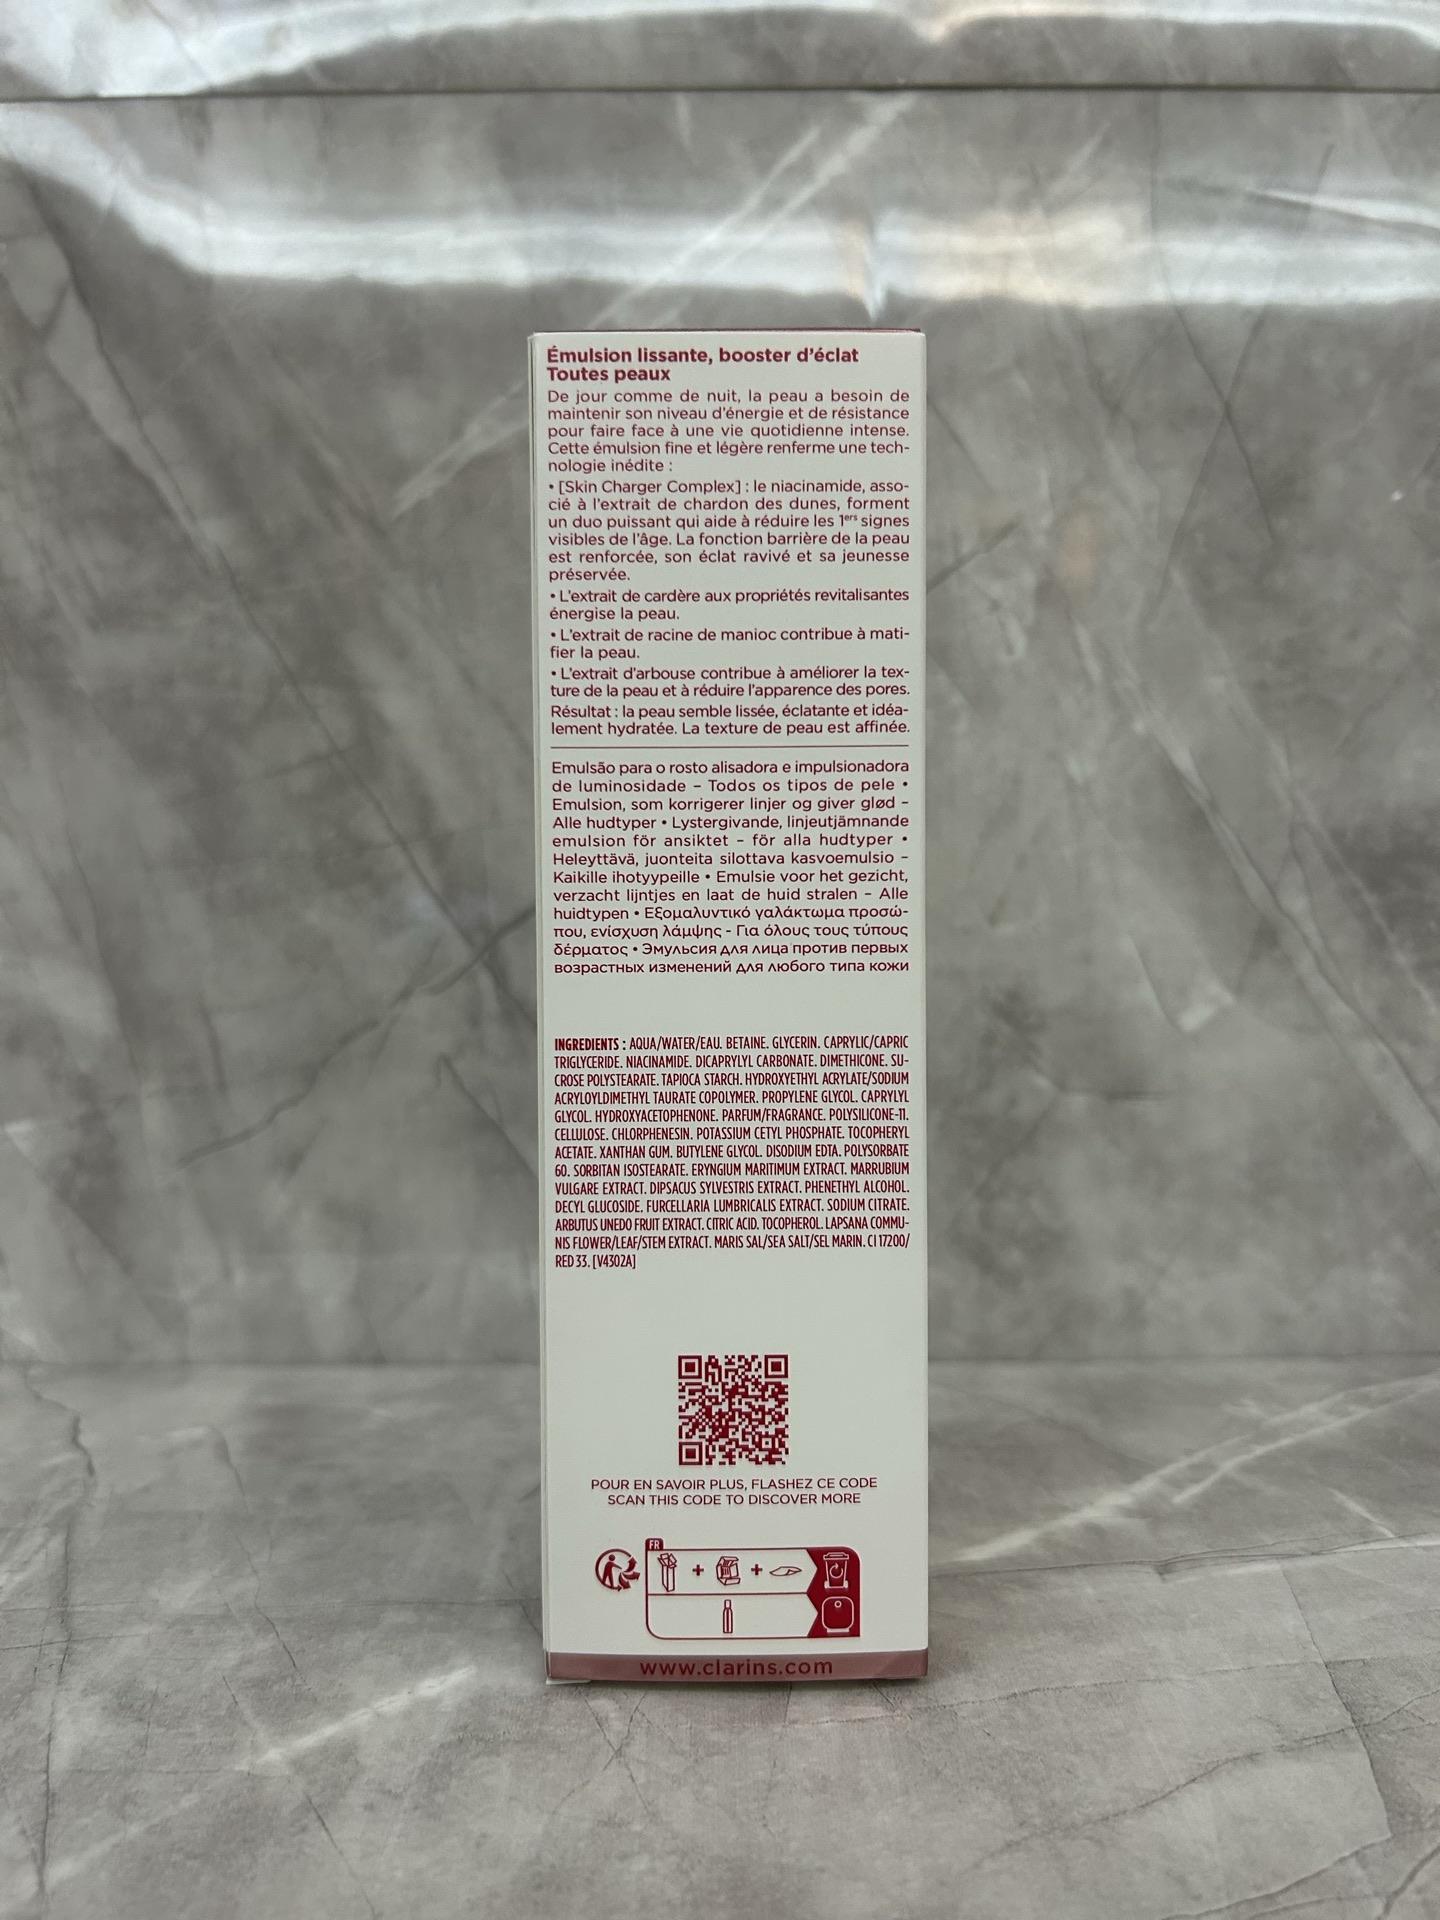 Émulsion lissante, booster d'éclat
Toutes peaux
De jour comme de nuit, la peau a besoin de
maintenir son niveau d'énergie et de résistance
pour faire face à une vie quotidienne intense.
Cette émulsion fine et légère renferme une tech-
nologie inédite :
• [Skin Charger Complex] : le niacinamide, asso-
cié à l'extrait de chardon des dunes, forment
un duo puissant qui aide à réduire les 1ers signes
visibles de l'âge. La fonction barrière de la peau
est renforcée, son éclat ravivé et sa jeunesse
préservée.
• L'extrait de cardère aux propriétés revitalisantes
énergise la peau.
• L'extrait de racine de manioc contribue à mati-
fier la peau.
• L'extrait d'arbouse contribue à améliorer la tex-
ture de la peau et à réduire l'apparence des pores.
Résultat : la peau semble lissée, éclatante et idéa-
lement hydratée. La texture de peau est affinée.
Emulsão para o rosto alisadora e impulsionadora
de luminosidade – Todos os tipos de pele •
Emulsion, som korrigerer linjer og giver glød –
Alle hudtyper • Lystergivande, linjeutjämnande
emulsion för ansiktet – för alla hudtyper •
Heleyttävä, juonteita silottava kasvoemulsio –
Kaikille ihotyypeille • Emulsie voor het gezicht,
verzacht lijntjes en laat de huid stralen – Alle
huidtypen • Εξομαλυντικό γαλάκτωμα προσώ-
που, ενίσχυση λάμψης - Για όλους τους τύπους
δέρματος • Эмульсия для лица против первых
возрастных изменений для любого типа кожи
INGREDIENTS : AQUA/WATER/EAU. BETAINE. GLYCERIN. CAPRYLIC/CAPRIC
TRIGLYCERIDE. NIACINAMIDE. DICAPRYLYL CARBONATE. DIMETHICONE. SU-
CROSE POLYSTEARATE. TAPIOCA STARCH. HYDROXYETHYL ACRYLATE/SODIUM
ACRYLOYLDIMETHYL TAURATE COPOLYMER. PROPYLENE GLYCOL. CAPRYLYL
GLYCOL. HYDROXYACETOPHENONE. PARFUM/FRAGRANCE. POLYSILICONE-11.
CELLULOSE. CHLORPHENESIN. POTASSIUM CETYL PHOSPHATE. TOCOPHERYL
ACETATE. XANTHAN GUM. BUTYLENE GLYCOL. DISODIUM EDTA. POLYSORBATE
60. SORBITAN ISOSTEARATE. ERYNGIUM MARITIMUM EXTRACT. MARRUBIUM
VULGARE EXTRACT. DIPSACUS SYLVESTRIS EXTRACT. PHENETHYL ALCOHOL.
DECYL GLUCOSIDE. FURCELLARIA LUMBRICALIS EXTRACT. SODIUM CITRATE.
ARBUTUS UNEDO FRUIT EXTRACT. CITRIC ACID. TOCOPHEROL. LAPSANA COMMU-
NIS FLOWER/LEAF/STEM EXTRACT. MARIS SAL/SEA SALT/SEL MARIN. CI 17200/
RED 33. [V4302A]
POUR EN SAVOIR PLUS, FLASHEZ CE CODE
SCAN THIS CODE TO DISCOVER MORE
FR
www.clarins.com